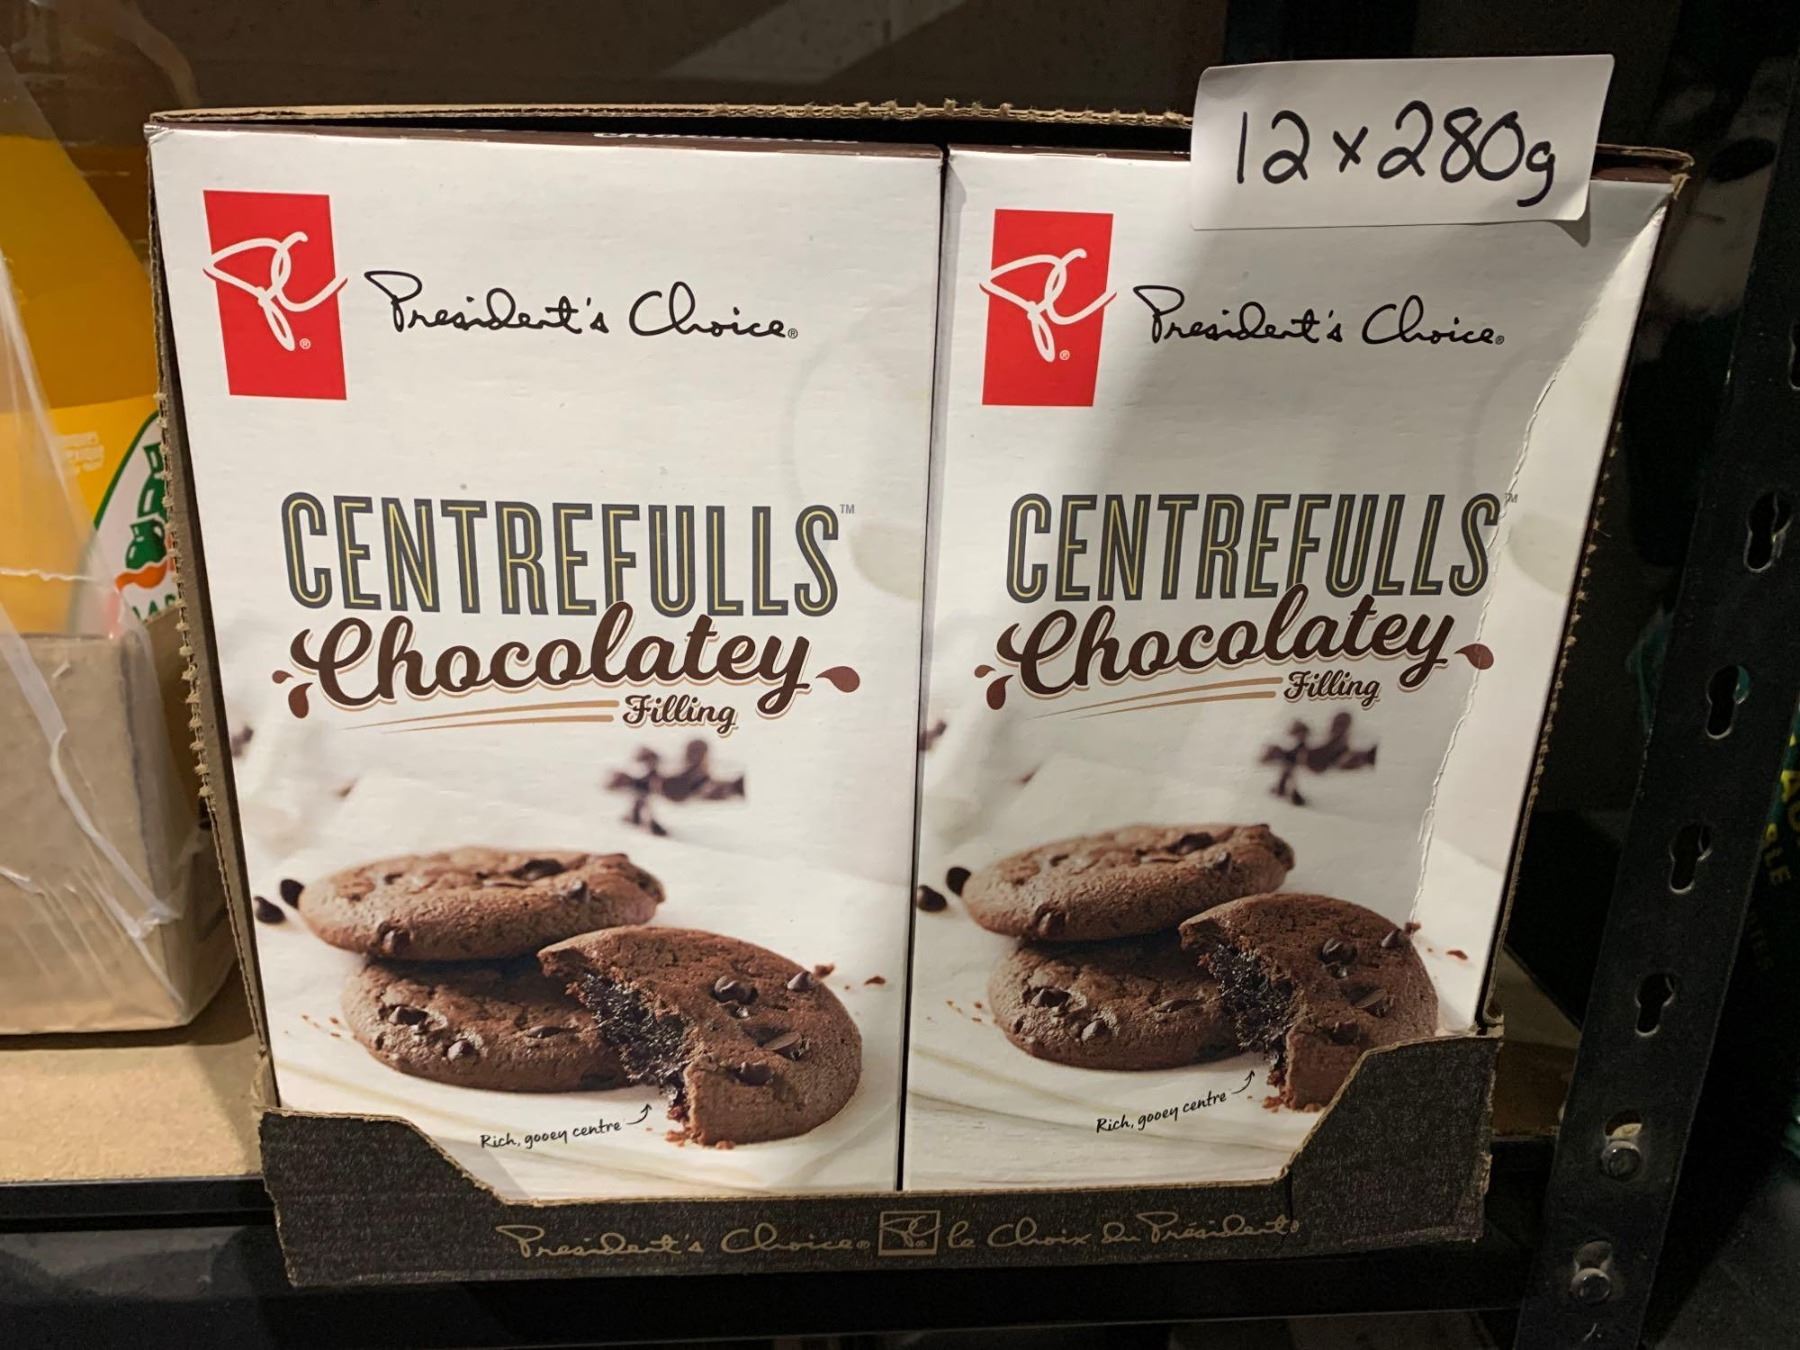 12 x 280g
President's Choice®
CENTREFULLS™
Chocolatey
Filling
Rich, gooey centre
President's Choice®
CENTREFULLS™
Chocolatey
Filling
Rich, gooey centre
President's Choice® PC le Choix du Président®